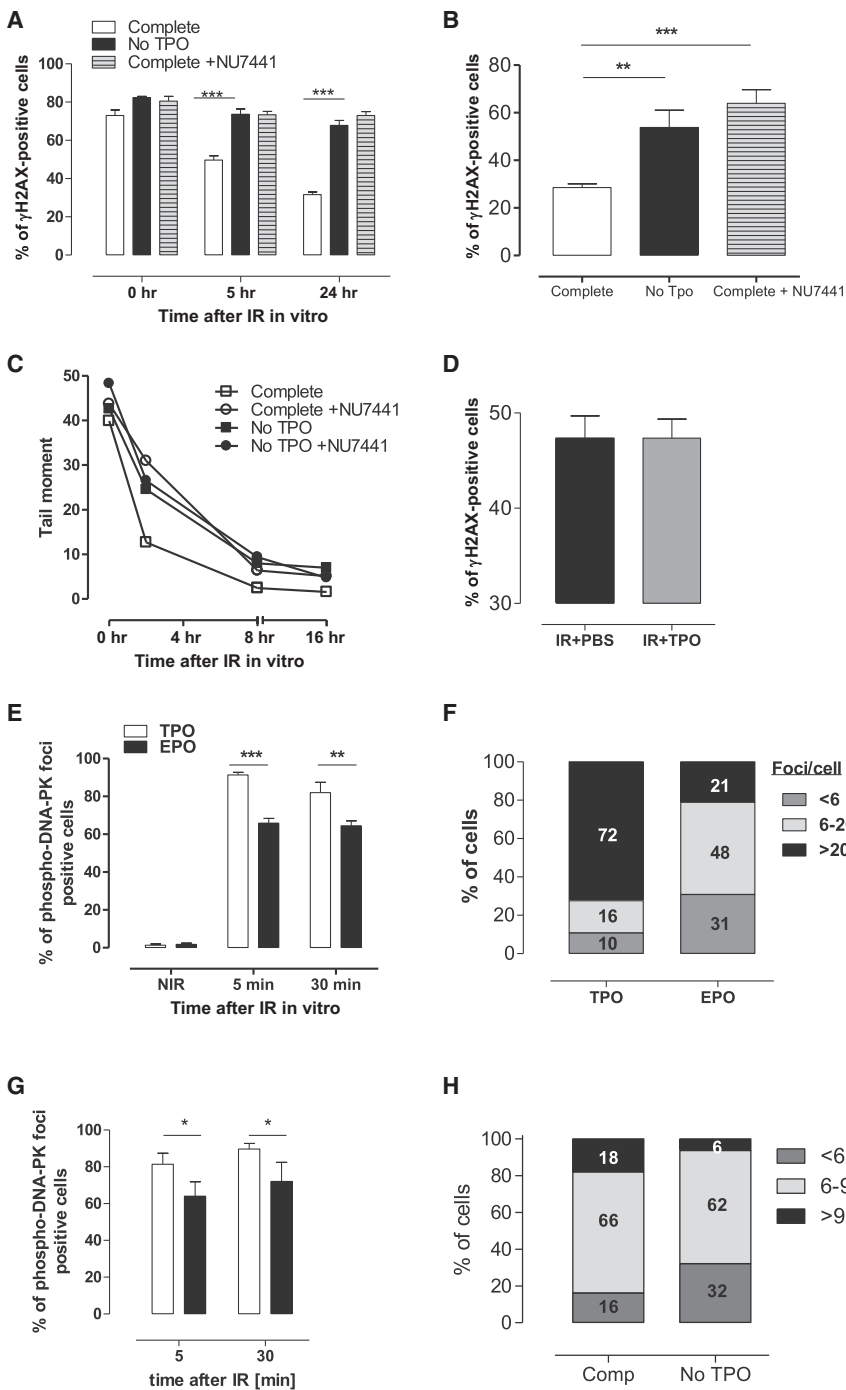 A
Complete
No TPO
Complete +NU7441
% of γH2AX-positive cells
100
80
60
40
20
0
***
***
0 hr
5 hr
24 hr
Time after IR in vitro
B
% of γH2AX-positive cells
80
60
40
20
0
***
**
Complete
No Tpo
Complete + NU7441
C
Tail moment
50
40
30
20
10
0
Complete
Complete +NU7441
No TPO
No TPO +NU7441
0 hr
4 hr
8 hr
16 hr
Time after IR in vitro
D
% of γH2AX-positive cells
50
40
30
IR+PBS
IR+TPO
E
TPO
EPO
% of phospho-DNA-PK foci
positive cells
100
80
60
40
20
0
***
**
NIR
5 min
30 min
Time after IR in vitro
F
% of cells
100
80
60
40
20
0
72
16
10
21
48
31
TPO
EPO
Foci/cell
<6
6-2
>20
G
% of phospho-DNA-PK foci
positive cells
100
80
60
40
20
0
*
*
5
30
time after IR [min]
H
% of cells
100
80
60
40
20
0
18
66
16
6
62
32
Comp
No TPO
<6
6-9
>9